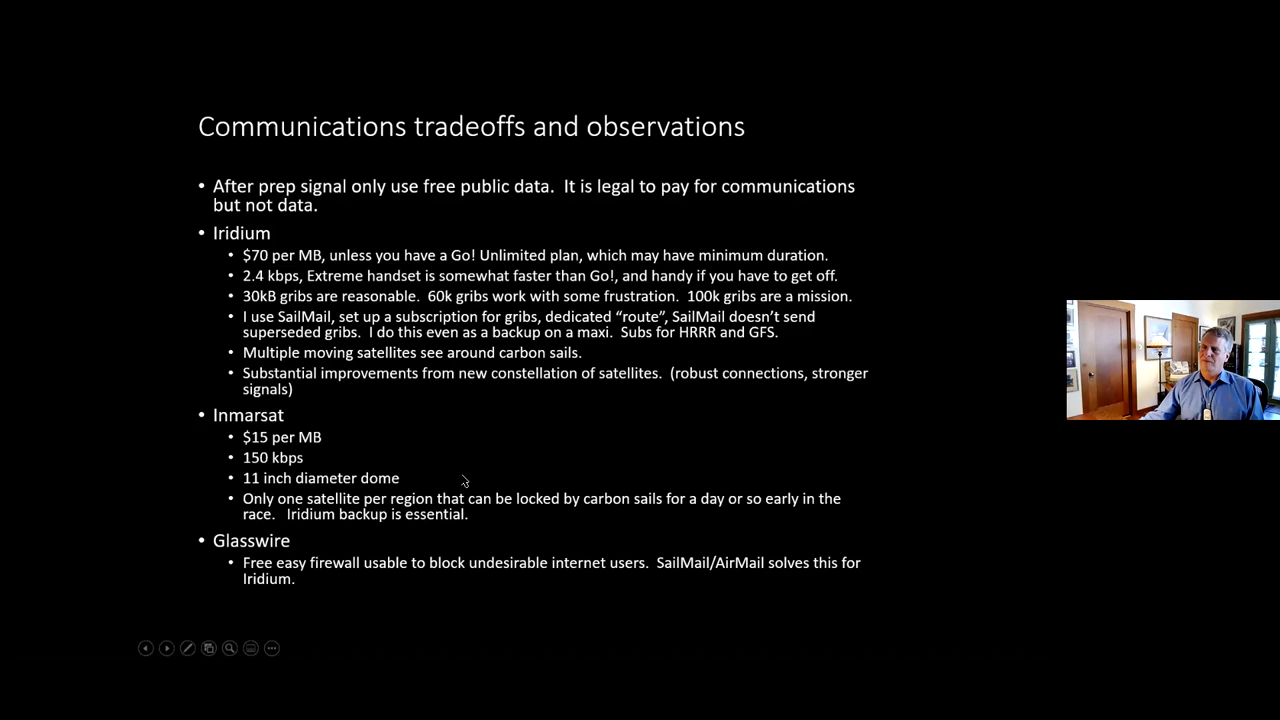 Communications tradeoffs and observations
• After prep signal only use free public data.  It is legal to pay for communications
but not data.
• Iridium
• $70 per MB, unless you have a Go! Unlimited plan, which may have minimum duration.
• 2.4 kbps, Extreme handset is somewhat faster than Go!, and handy if you have to get off.
• 30kB gribs are reasonable.  60k gribs work with some frustration.  100k gribs are a mission.
• I use SailMail, set up a subscription for gribs, dedicated “route”, SailMail doesn’t send
superseded gribs.  I do this even as a backup on a maxi.  Subs for HRRR and GFS.
• Multiple moving satellites see around carbon sails.
• Substantial improvements from new constellation of satellites.  (robust connections, stronger
signals)
• Inmarsat
• $15 per MB
• 150 kbps
• 11 inch diameter dome
• Only one satellite per region that can be locked by carbon sails for a day or so early in the
race.   Iridium backup is essential.
• Glasswire
• Free easy firewall usable to block undesirable internet users.  SailMail/AirMail solves this for
Iridium.